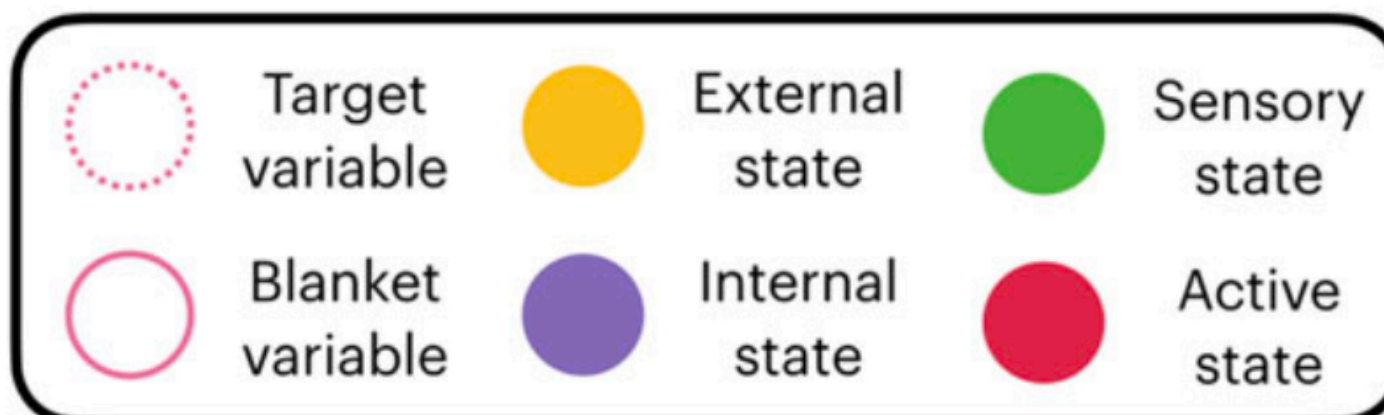 Target
variable
External
state
Sensory
state
Blanket
variable
Internal
state
Active
state